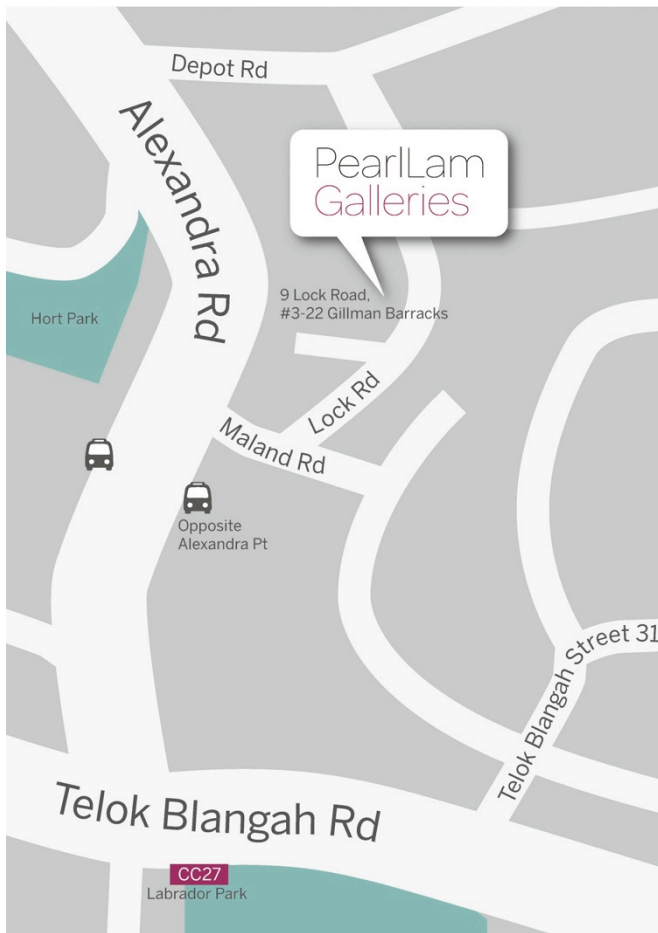 Depot Rd
Alexandra Rd
PearlLam
Galleries
9 Lock Road,
#3-22 Gillman Barracks
Hort Park
Lock Rd
Maland Rd
Opposite
Alexandra Pt
Telok Blangah Street 31
Telok Blangah Rd
CC27
Labrador Park